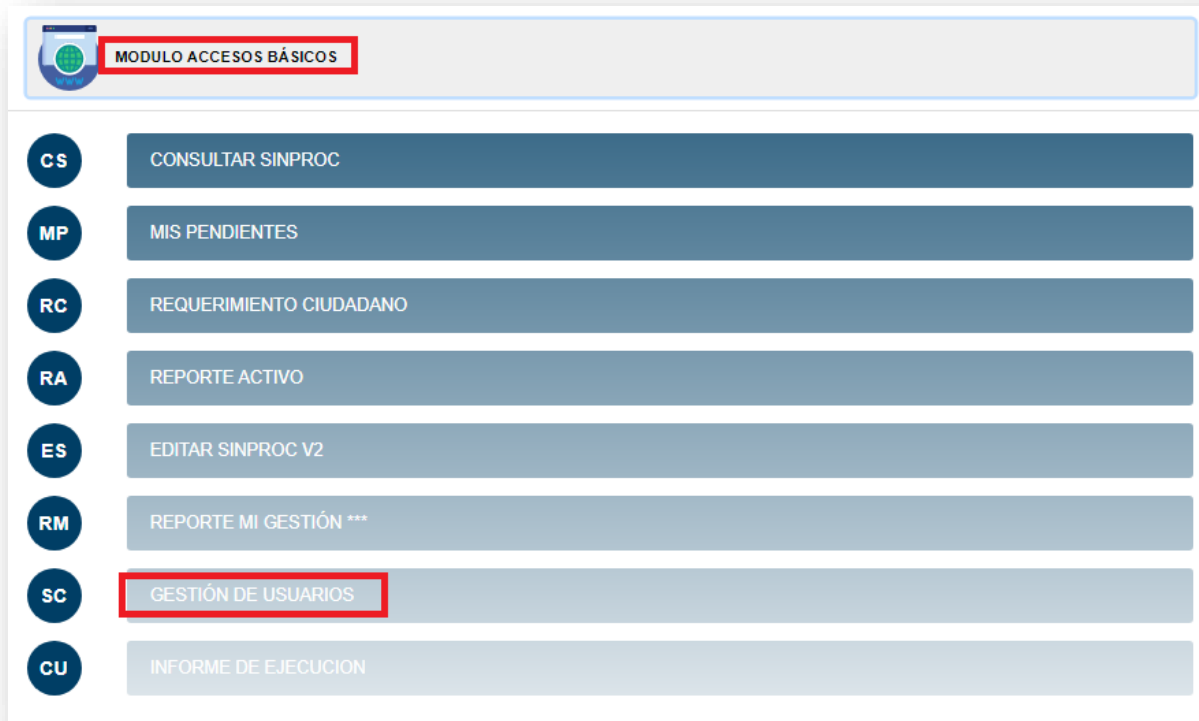 WWW
MODULO ACCESOS BÁSICOS
CS CONSULTAR SINPROC
MP MIS PENDIENTES
RC REQUERIMIENTO CIUDADANO
RA REPORTE ACTIVO
ES EDITAR SINPROC V2
RM REPORTE MI GESTIÓN ***
SC GESTIÓN DE USUARIOS
CU INFORME DE EJECUCION